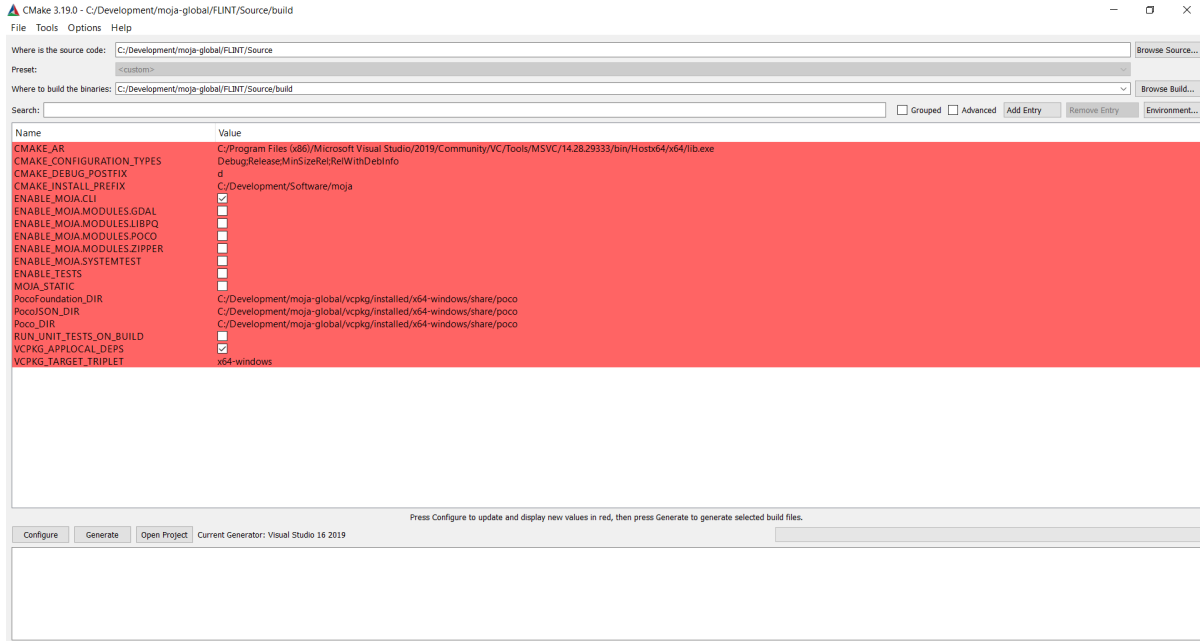 CMake 3.19.0 - C:/Development/moja-global/FLINT/Source/build
File Tools Options Help
Where is the source code: C:/Development/moja-global/FLINT/Source Browse Source...
Preset: <custom>
Where to build the binaries: C:/Development/moja-global/FLINT/Source/build Browse Build...
Search: Grouped Advanced Add Entry Remove Entry Environment...
Name Value
CMAKE_AR C:/Program Files (x86)/Microsoft Visual Studio/2019/Community/VC/Tools/MSVC/14.28.29333/bin/Hostx64/x64/lib.exe
CMAKE_CONFIGURATION_TYPES Debug;Release;MinSizeRel;RelWithDebInfo
CMAKE_DEBUG_POSTFIX d
CMAKE_INSTALL_PREFIX C:/Development/Software/moja
ENABLE_MOJA.CLI
ENABLE_MOJA.MODULES.GDAL
ENABLE_MOJA.MODULES.LIBPQ
ENABLE_MOJA.MODULES.POCO
ENABLE_MOJA.MODULES.ZIPPER
ENABLE_MOJA.SYSTEMTEST
ENABLE_TESTS
MOJA_STATIC
PocoFoundation_DIR C:/Development/moja-global/vcpkg/installed/x64-windows/share/poco
PocoJSON_DIR C:/Development/moja-global/vcpkg/installed/x64-windows/share/poco
Poco_DIR C:/Development/moja-global/vcpkg/installed/x64-windows/share/poco
RUN_UNIT_TESTS_ON_BUILD
VCPKG_APPLOCAL_DEPS
VCPKG_TARGET_TRIPLET x64-windows
Press Configure to update and display new values in red, then press Generate to generate selected build files.
Configure Generate Open Project Current Generator: Visual Studio 16 2019